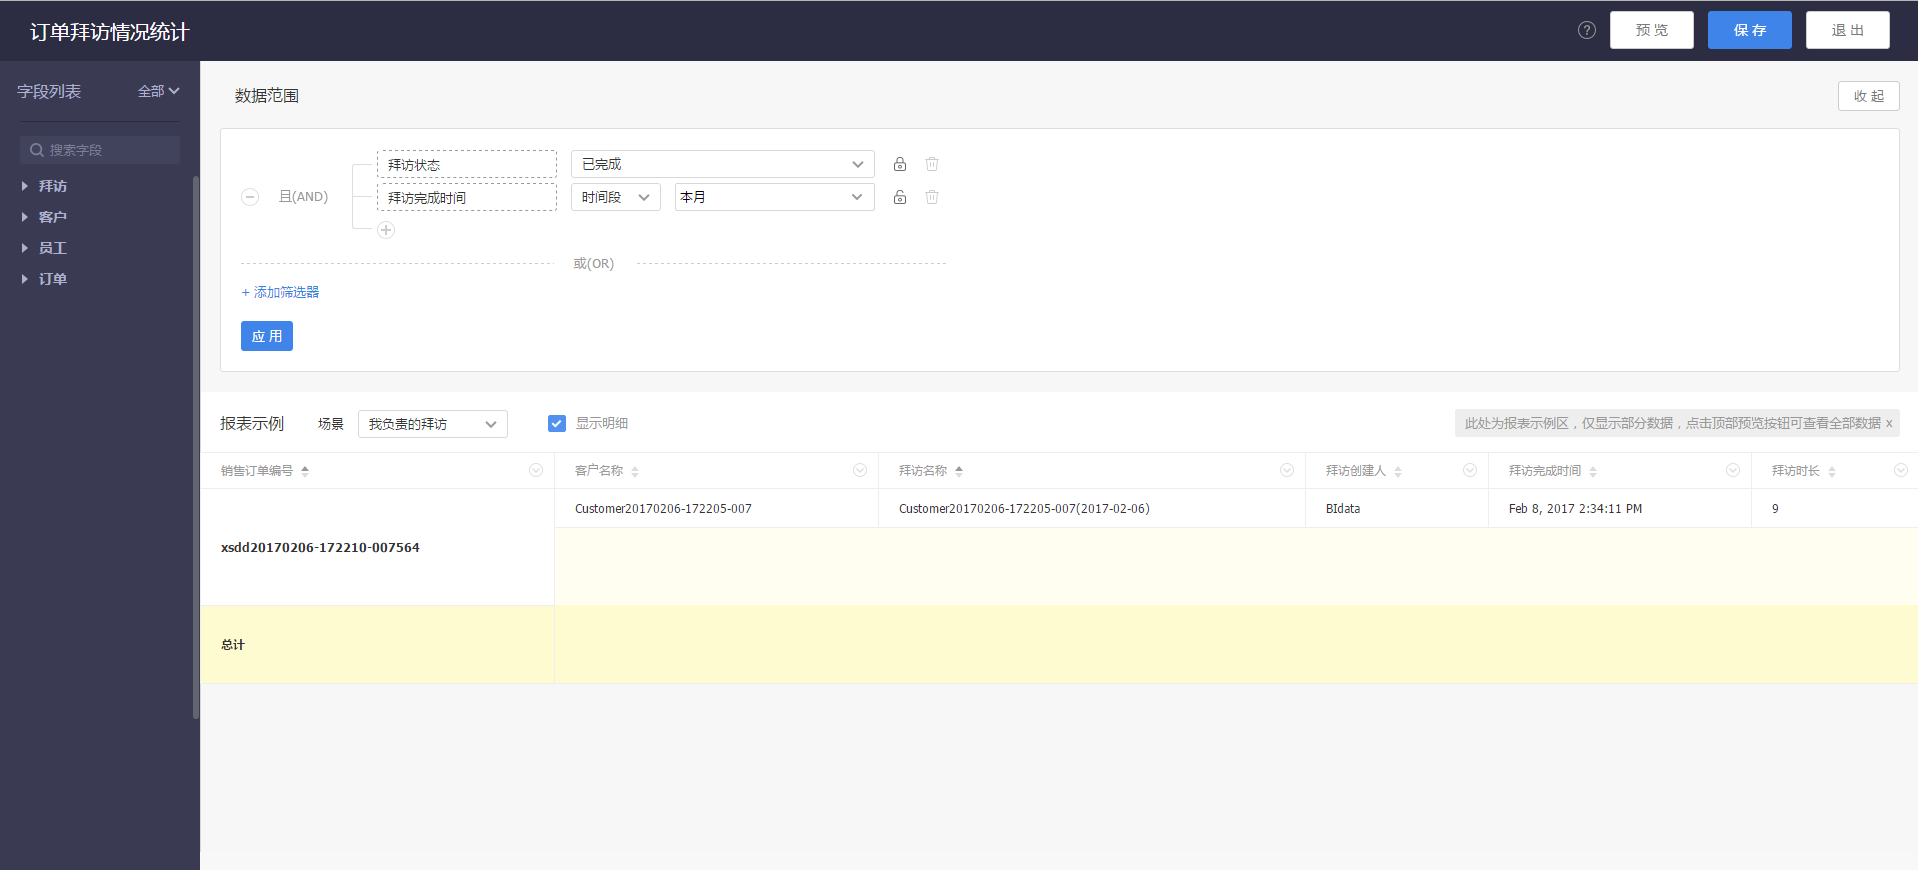 订单拜访情况统计
? 预览 保存 退出
字段列表 全部
搜索字段
拜访
客户
员工
订单
数据范围
收起
且(AND)
拜访状态 已完成
拜访完成时间 时间段 本月
或(OR)
+ 添加筛选器
应用
报表示例 场景 我负责的拜访 显示明细
此处为报表示例区，仅显示部分数据，点击顶部预览按钮可查看全部数据 x
销售订单编号 客户名称 拜访名称 拜访创建人 拜访完成时间 拜访时长
Customer20170206-172205-007 Customer20170206-172205-007(2017-02-06) BIdata Feb 8, 2017 2:34:11 PM 9
xsdd20170206-172210-007564
总计